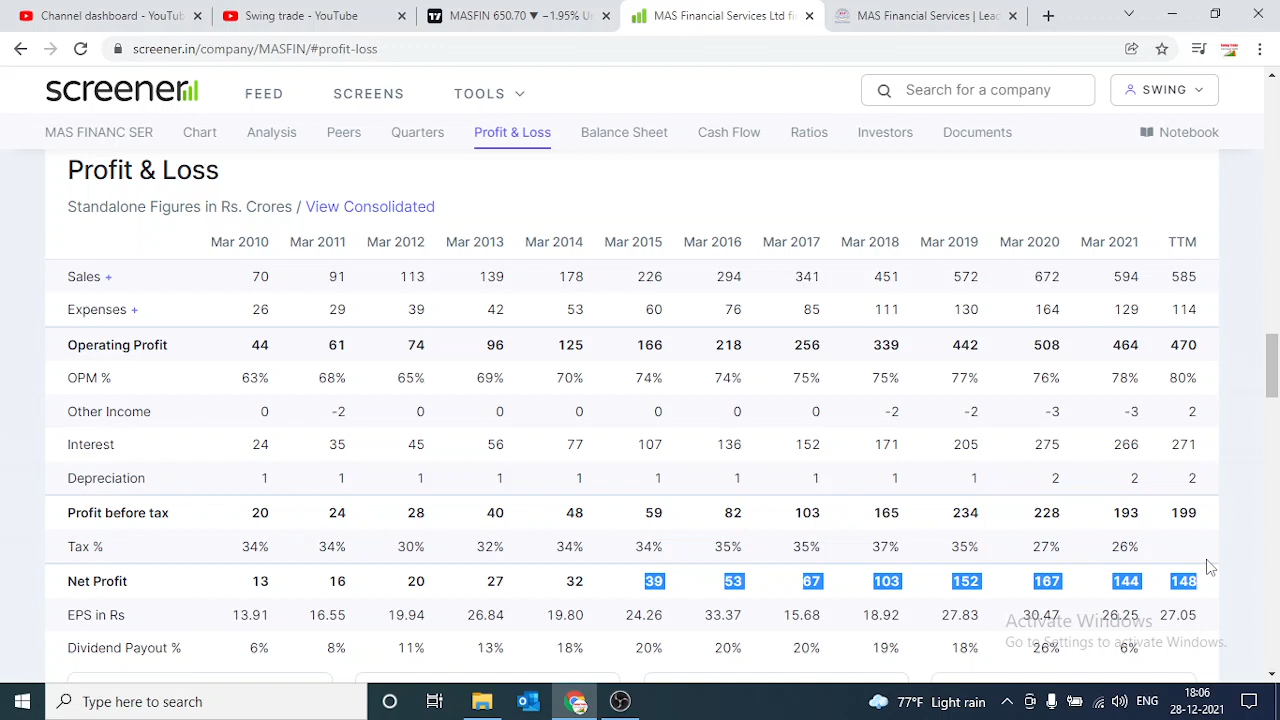 Channel dashboard - YouTub
Swing trade - YouTube
MASFIN 650.70 ▼ −1.95% U
MAS Financial Services Ltd fi
MAS Financial Services | Lead
screener.in/company/MASFIN/#profit-loss
screener
FEED
SCREENS
TOOLS
Search for a company
SWING
MAS FINANC SER
Chart
Analysis
Peers
Quarters
Profit & Loss
Balance Sheet
Cash Flow
Ratios
Investors
Documents
Notebook
Profit & Loss
Standalone Figures in Rs. Crores / View Consolidated
Mar 2010 Mar 2011 Mar 2012 Mar 2013 Mar 2014 Mar 2015 Mar 2016 Mar 2017 Mar 2018 Mar 2019 Mar 2020 Mar 2021 TTM
Sales + 70 91 113 139 178 226 294 341 451 572 672 594 585
Expenses + 26 29 39 42 53 60 76 85 111 130 164 129 114
Operating Profit 44 61 74 96 125 166 218 256 339 442 508 464 470
OPM % 63% 68% 65% 69% 70% 74% 74% 75% 75% 77% 76% 78% 80%
Other Income 0 -2 0 0 0 0 0 0 -2 -2 -3 -3 2
Interest 24 35 45 56 77 107 136 152 171 205 275 266 271
Depreciation 1 1 1 1 1 1 1 1 1 1 2 2 2
Profit before tax 20 24 28 40 48 59 82 103 165 234 228 193 199
Tax % 34% 34% 30% 32% 34% 34% 35% 35% 37% 35% 27% 26%
Net Profit 13 16 20 27 32 39 53 67 103 152 167 144 148
EPS in Rs 13.91 16.55 19.94 26.84 19.80 24.26 33.37 15.68 18.92 27.83 30.47 26.25 27.05
Dividend Payout % 6% 8% 11% 13% 18% 20% 20% 20% 19% 18% 26% 6%
Activate Windows
Go to Settings to activate Windows.
Type here to search
77°F Light rain
ENG
18:06
28-12-2021